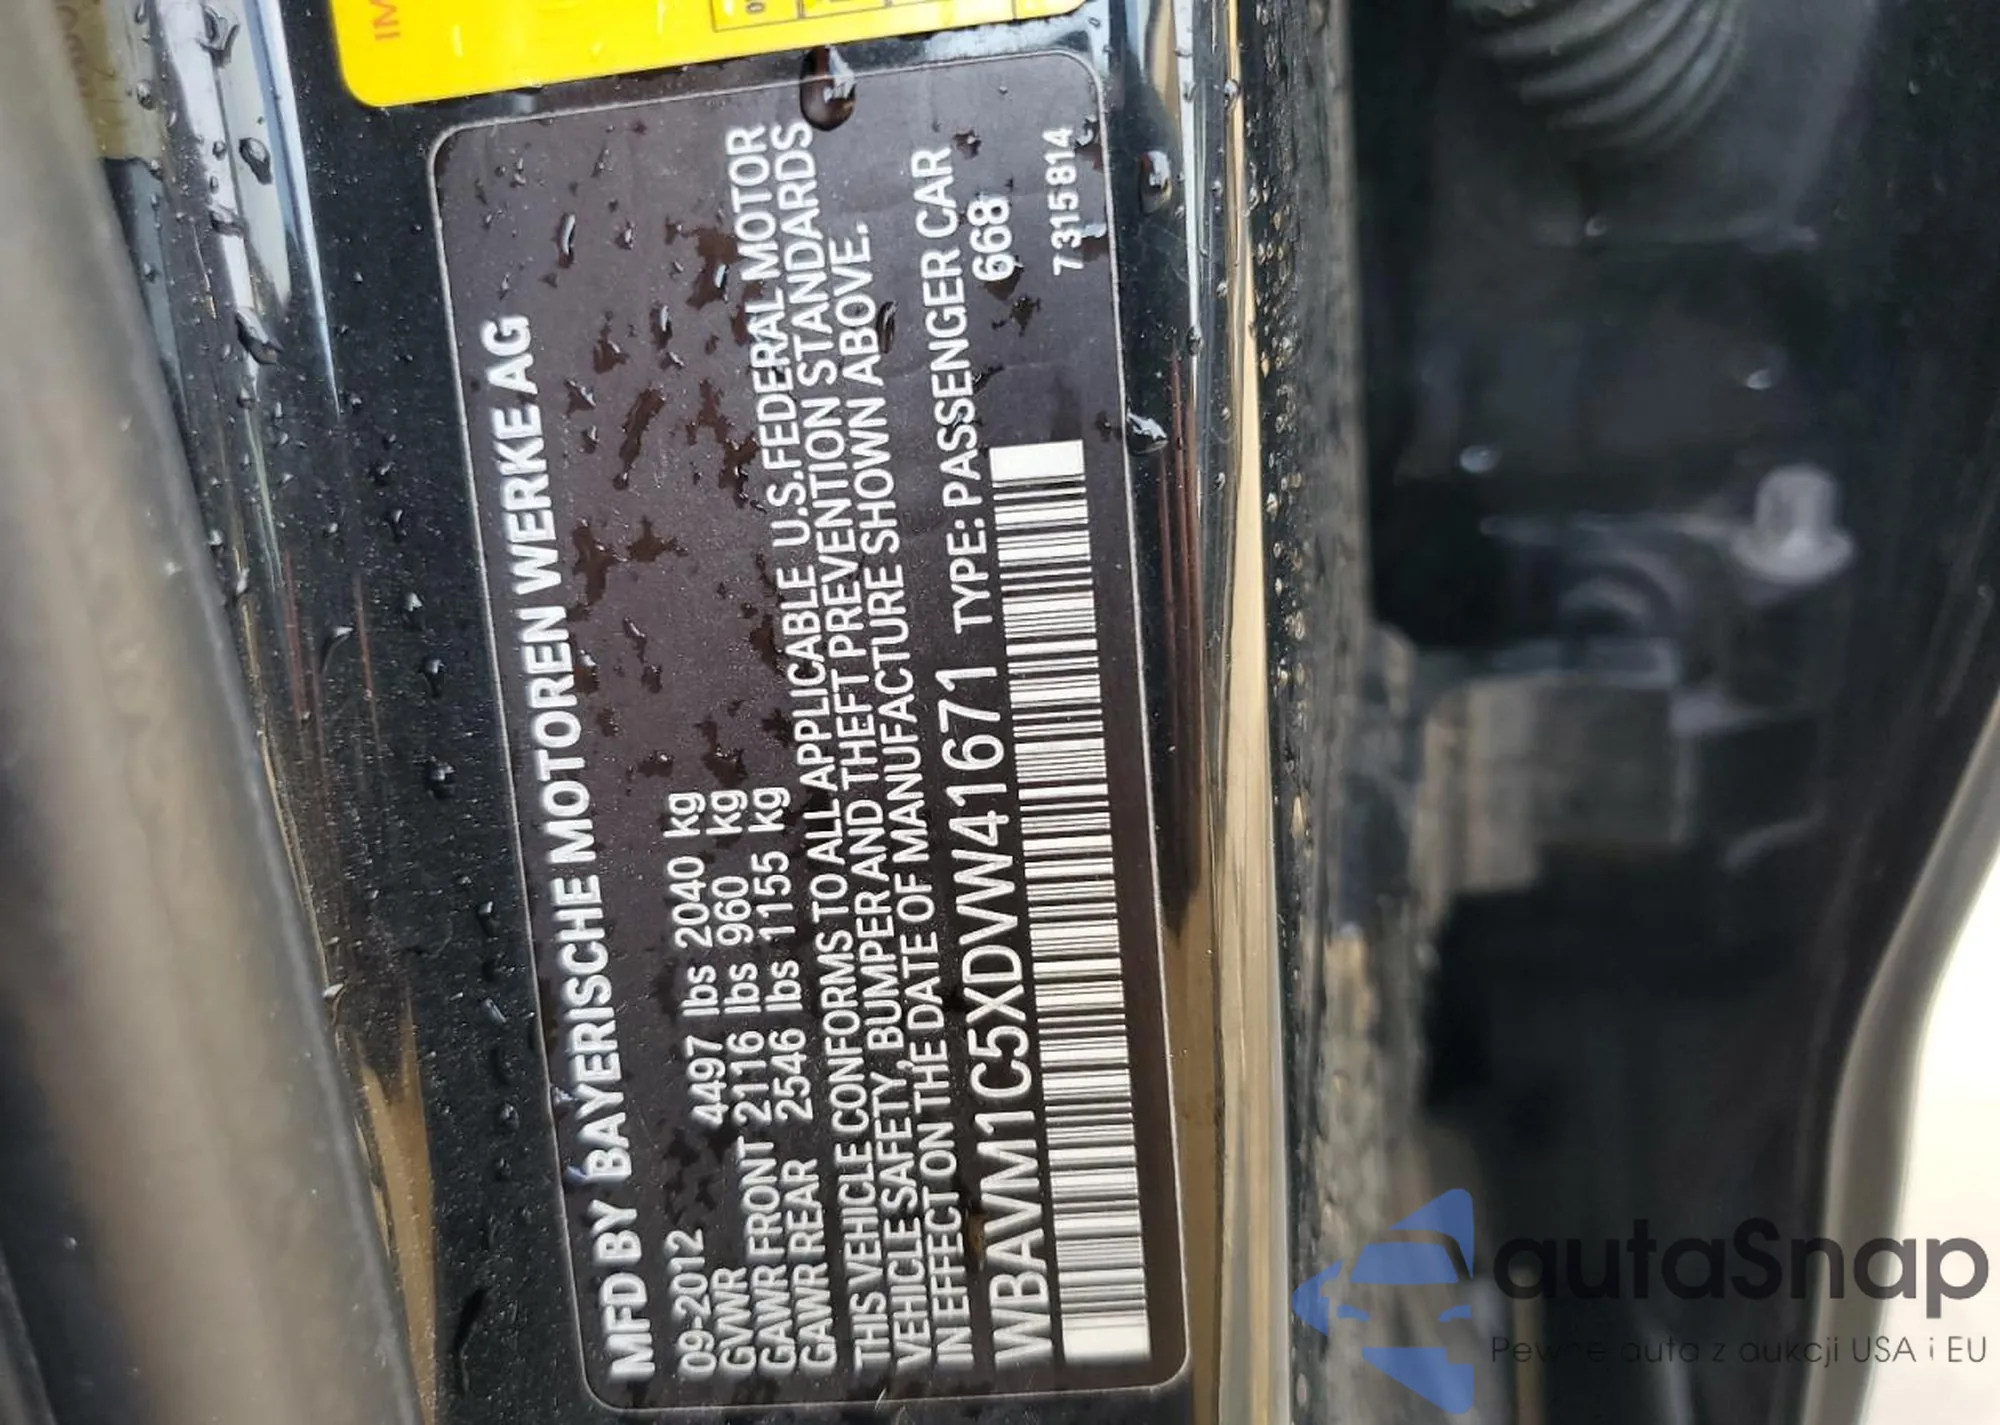 IM
MFD BY BAYERISCHE MOTOREN WERKE AG
09-2012
GVWR 4497 lbs 2040 kg
GAWR FRONT 2116 lbs 960 kg
GAWR REAR 2546 lbs 1155 kg
THIS VEHICLE CONFORMS TO ALL APPLICABLE U.S. FEDERAL MOTOR
VEHICLE SAFETY, BUMPER AND THEFT PREVENTION STANDARDS
IN EFFECT ON THE DATE OF MANUFACTURE SHOWN ABOVE.
WBAVM1C5XDVW41671 TYPE: PASSENGER CAR
668
7315814
autaSnap
Pewne auta z aukcji USA i EU